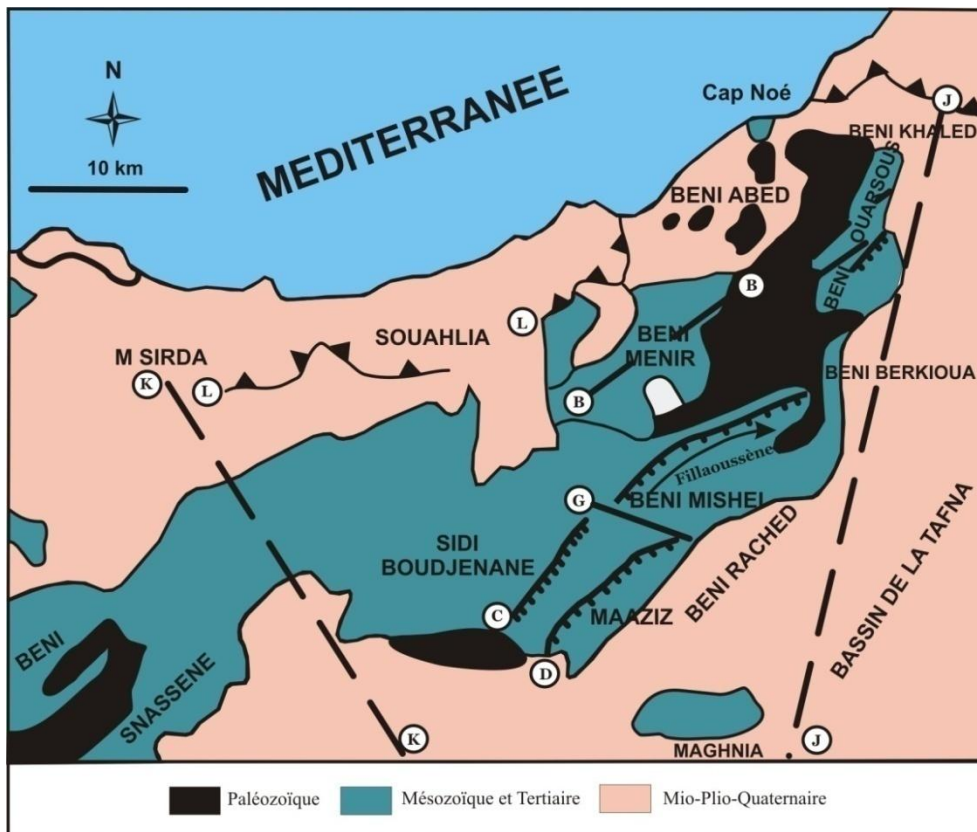 N
10 km
MEDITERRANEE
Cap Noé
J
BENI KHALED
BENI ABED
BENI OUARSOUS
B
L
SOUAHLIA
BENI
MENIR
M SIRDA
K
L
B
BENI BERKIOUA
Fillaoussène
G
BENI MISHEL
SIDI
BOUDJENANE
BENI RACHED
BASSIN DE LA TAFNA
C
MAAZIZ
BENI
SNASSENE
D
K
MAGHNIA
J
Paléozoïque
Mésozoïque et Tertiaire
Mio-Plio-Quaternaire